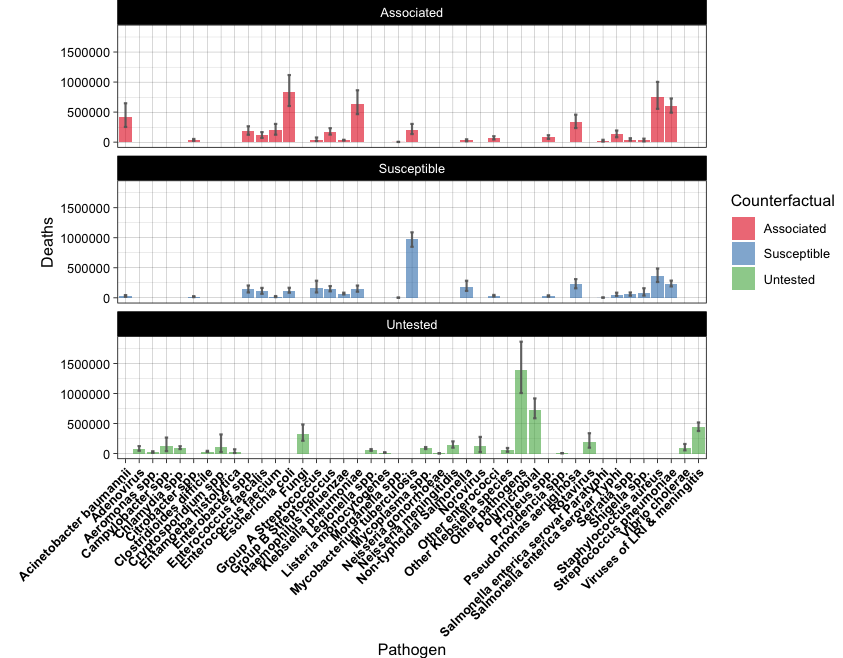 Associated
1500000
1000000
500000
0
Susceptible
1500000
1000000
500000
0
Untested
1500000
1000000
500000
0
Deaths
Acinetobacter baumannii
Adenovirus
Aeromonas spp.
Campylobacter spp.
Chlamydia spp.
Citrobacter spp.
Clostridioides difficile
Cryptosporidium spp.
Entamoeba histolytica
Enterobacter spp.
Enterococcus faecalis
Enterococcus faecium
Escherichia coli
Fungi
Group A Streptococcus
Group B Streptococcus
Haemophilus influenzae
Klebsiella pneumoniae
Legionella spp.
Listeria monocytogenes
Morganella spp.
Mycobacterium tuberculosis
Mycoplasma spp.
Neisseria gonorrhoeae
Neisseria meningitidis
Non-typhoidal Salmonella
Norovirus
Other enterococci
Other Klebsiella species
Other pathogens
Polymicrobial
Proteus spp.
Providencia spp.
Pseudomonas aeruginosa
Rotavirus
Salmonella enterica serovar Paratyphi
Salmonella enterica serovar Typhi
Serratia spp.
Shigella spp.
Staphylococcus aureus
Streptococcus pneumoniae
Vibrio cholerae
Viruses of LRI & meningitis
Pathogen
Counterfactual
Associated
Susceptible
Untested